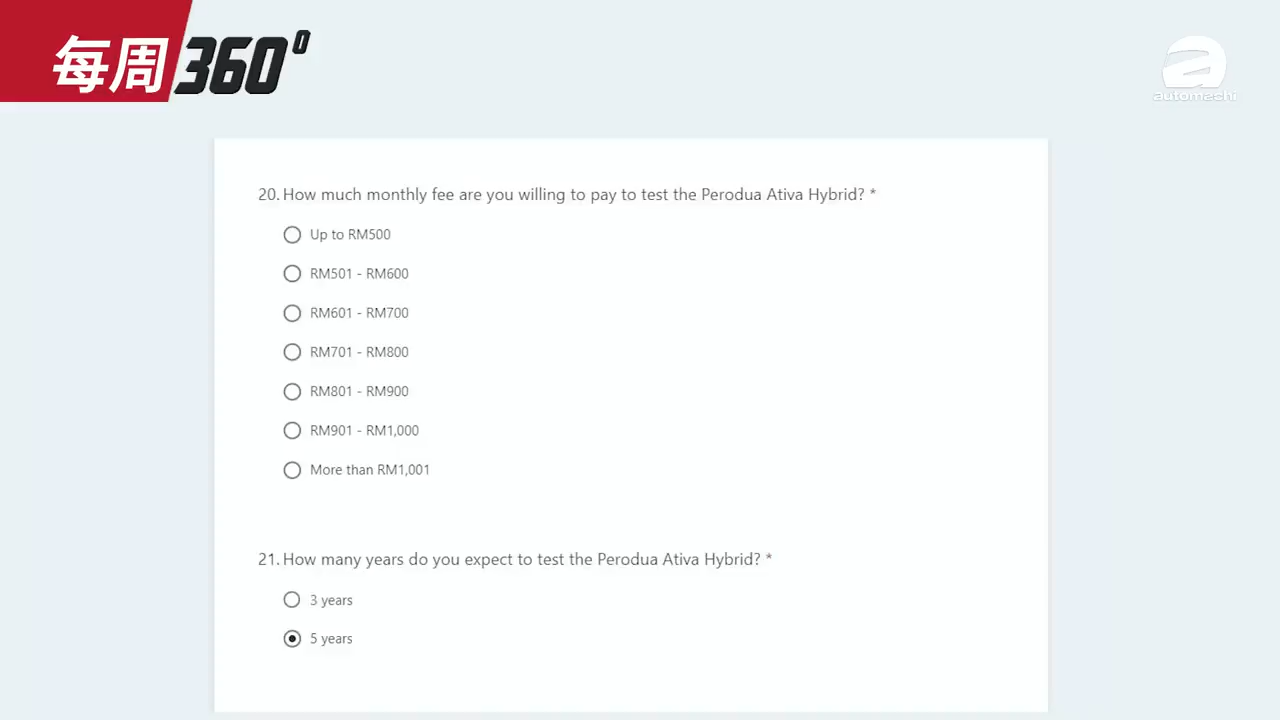 每周360°
automachi
20. How much monthly fee are you willing to pay to test the Perodua Ativa Hybrid? *
Up to RM500
RM501 - RM600
RM601 - RM700
RM701 - RM800
RM801 - RM900
RM901 - RM1,000
More than RM1,001
21. How many years do you expect to test the Perodua Ativa Hybrid? *
3 years
5 years